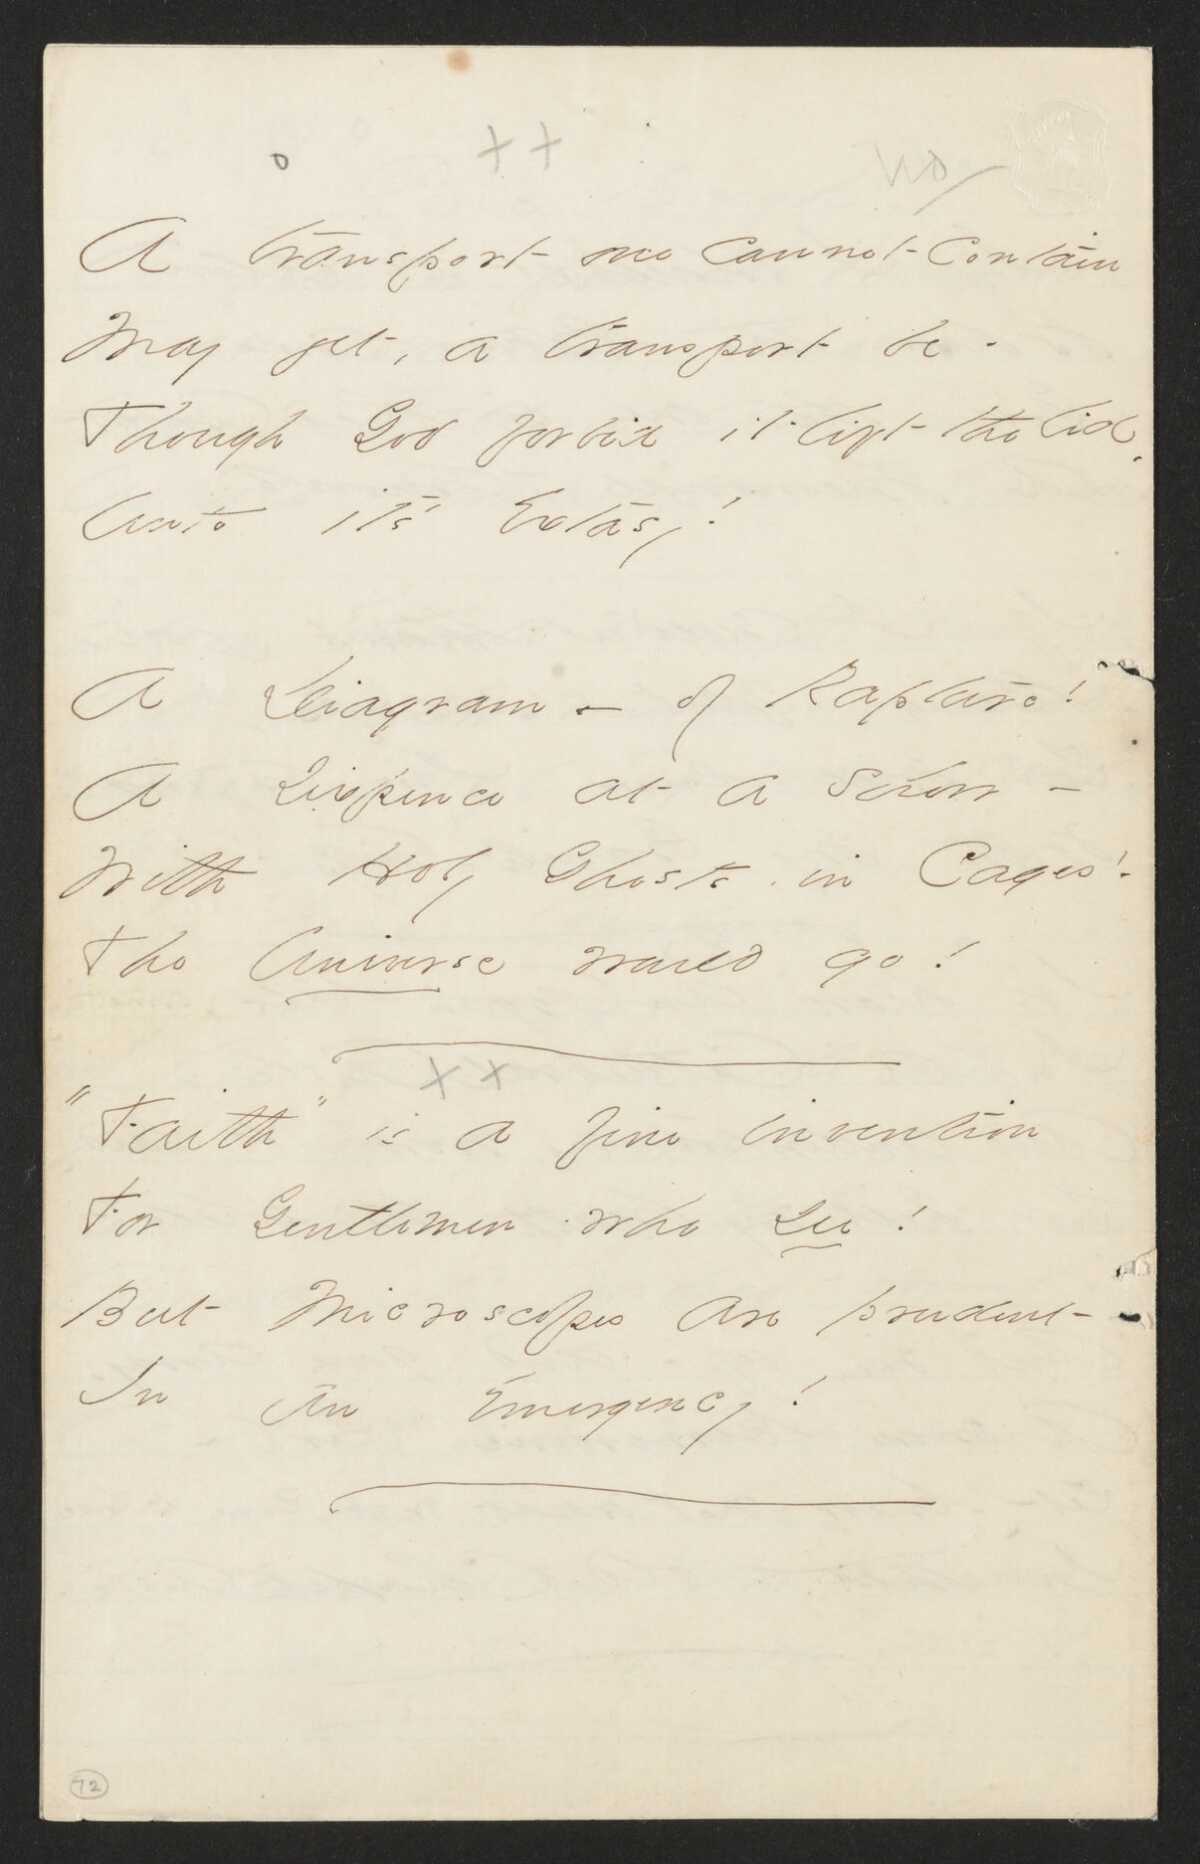 o
x x
A transport one cannot contain
May yet, a transport be -
Though God forbid it lift the lid,
Unto it's Extasy!
A Diagram - of Rapture!
A Sixpence at a Show -
With Holy Ghosts in Cages!
The Universe would go!
x x
"Faith" is a fine invention
For Gentlemen who see!
But Microscopes are prudent
In an Emergency!
72